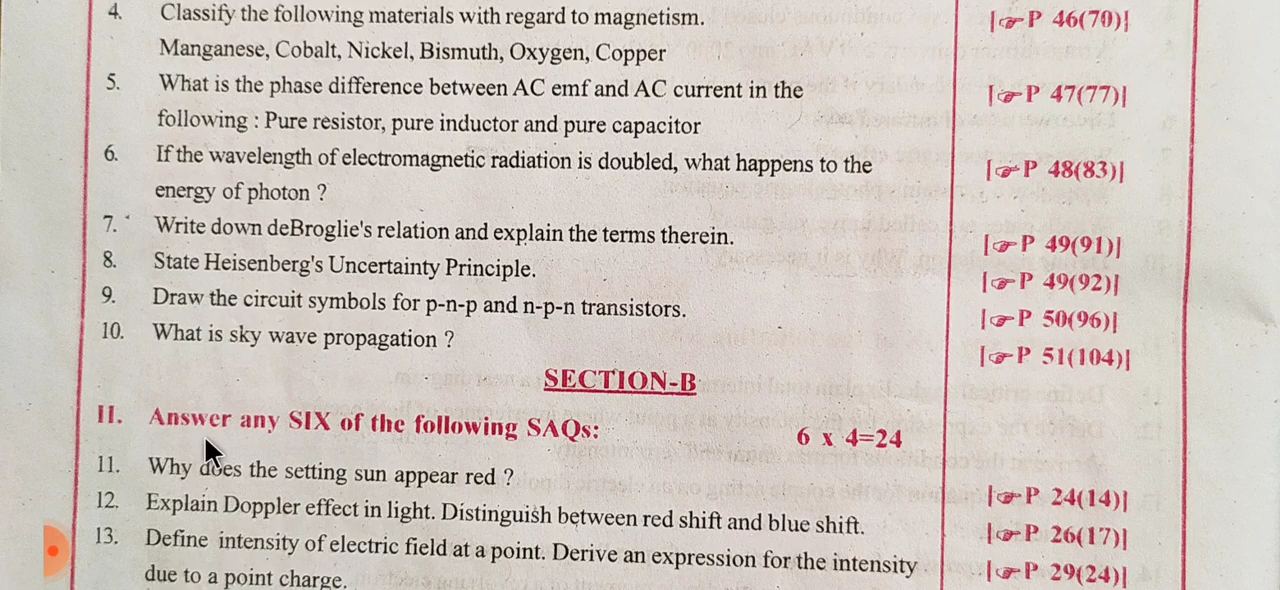 4. Classify the following materials with regard to magnetism. |☞P 46(70)|
Manganese, Cobalt, Nickel, Bismuth, Oxygen, Copper
5. What is the phase difference between AC emf and AC current in the |☞P 47(77)|
following : Pure resistor, pure inductor and pure capacitor
6. If the wavelength of electromagnetic radiation is doubled, what happens to the |☞P 48(83)|
energy of photon ?
7. Write down deBroglie's relation and explain the terms therein. |☞P 49(91)|
8. State Heisenberg's Uncertainty Principle. |☞P 49(92)|
9. Draw the circuit symbols for p-n-p and n-p-n transistors. |☞P 50(96)|
10. What is sky wave propagation ? |☞P 51(104)|
SECTION-B
II. Answer any SIX of the following SAQs: 6 x 4=24
11. Why does the setting sun appear red ? |☞P 24(14)|
12. Explain Doppler effect in light. Distinguish between red shift and blue shift. |☞P 26(17)|
13. Define intensity of electric field at a point. Derive an expression for the intensity |☞P 29(24)|
due to a point charge.